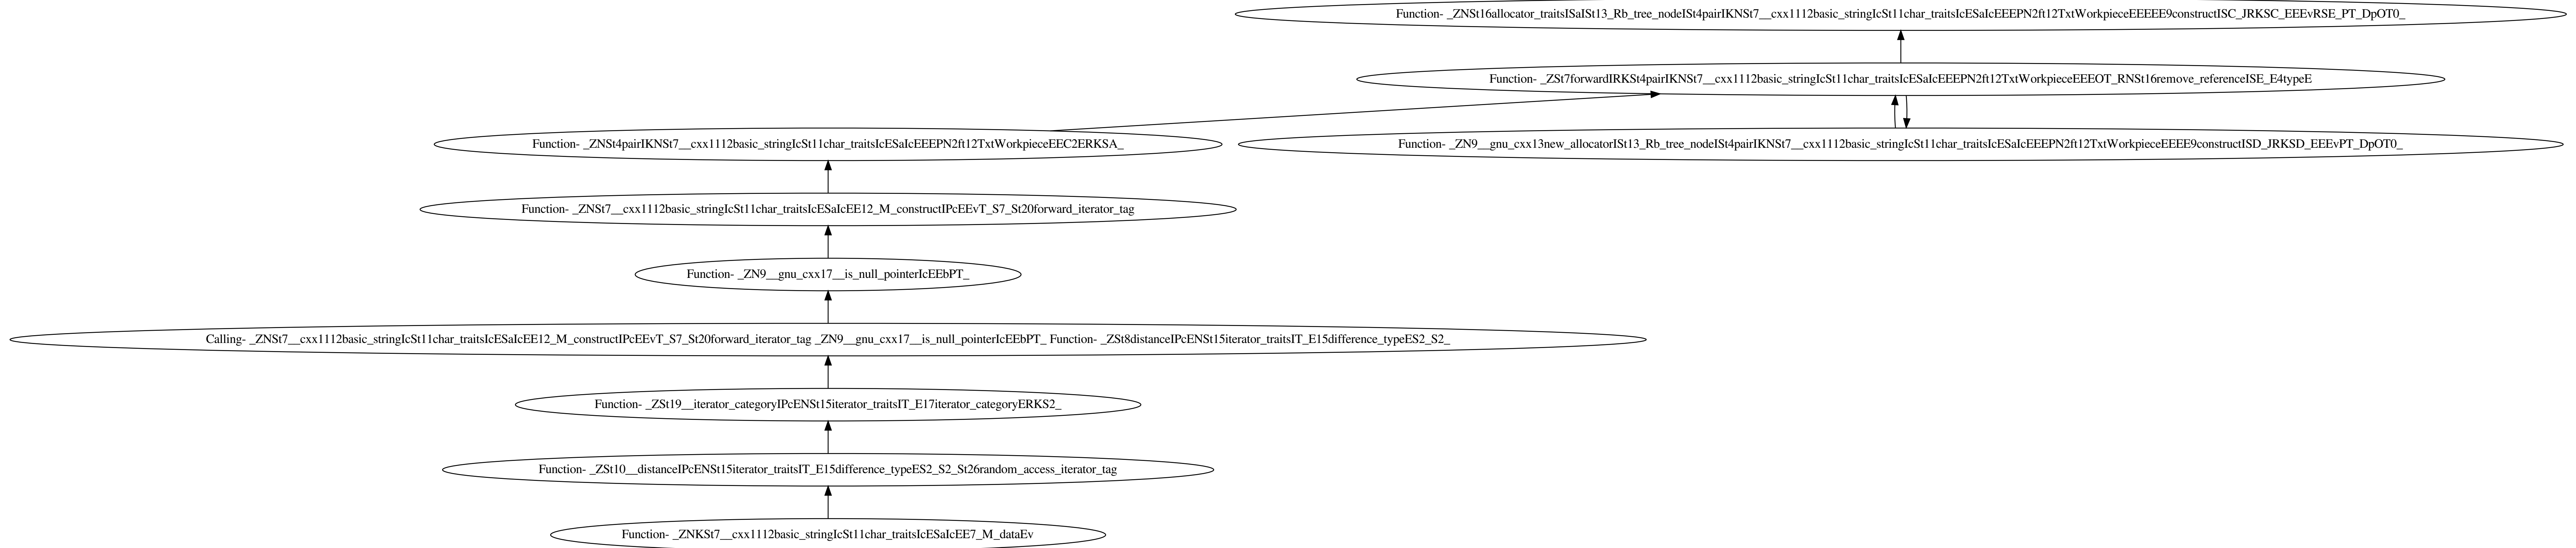 Function- _ZNSt16allocator_traitsISaISt13_Rb_tree_nodeISt4pairIKNSt7__cxx1112basic_stringIcSt11char_traitsIcESaIcEEEPN2ft12TxtWorkpieceEEEEE9constructISC_JRKSC_EEEvRSE_PT_DpOT0_
Function- _ZSt7forwardIRKSt4pairIKNSt7__cxx1112basic_stringIcSt11char_traitsIcESaIcEEEPN2ft12TxtWorkpieceEEEOT_RNSt16remove_referenceISE_E4typeE
Function- _ZNSt4pairIKNSt7__cxx1112basic_stringIcSt11char_traitsIcESaIcEEEPN2ft12TxtWorkpieceEEC2ERKSA_
Function- _ZN9__gnu_cxx13new_allocatorISt13_Rb_tree_nodeISt4pairIKNSt7__cxx1112basic_stringIcSt11char_traitsIcESaIcEEEPN2ft12TxtWorkpieceEEEE9constructISD_JRKSD_EEEvPT_DpOT0_
Function- _ZNSt7__cxx1112basic_stringIcSt11char_traitsIcESaIcEE12_M_constructIPcEEvT_S7_St20forward_iterator_tag
Function- _ZN9__gnu_cxx17__is_null_pointerIcEEbPT_
Calling- _ZNSt7__cxx1112basic_stringIcSt11char_traitsIcESaIcEE12_M_constructIPcEEvT_S7_St20forward_iterator_tag _ZN9__gnu_cxx17__is_null_pointerIcEEbPT_ Function- _ZSt8distanceIPcENSt15iterator_traitsIT_E15difference_typeES2_S2_
Function- _ZSt19__iterator_categoryIPcENSt15iterator_traitsIT_E17iterator_categoryERKS2_
Function- _ZSt10__distanceIPcENSt15iterator_traitsIT_E15difference_typeES2_S2_St26random_access_iterator_tag
Function- _ZNKSt7__cxx1112basic_stringIcSt11char_traitsIcESaIcEE7_M_dataEv